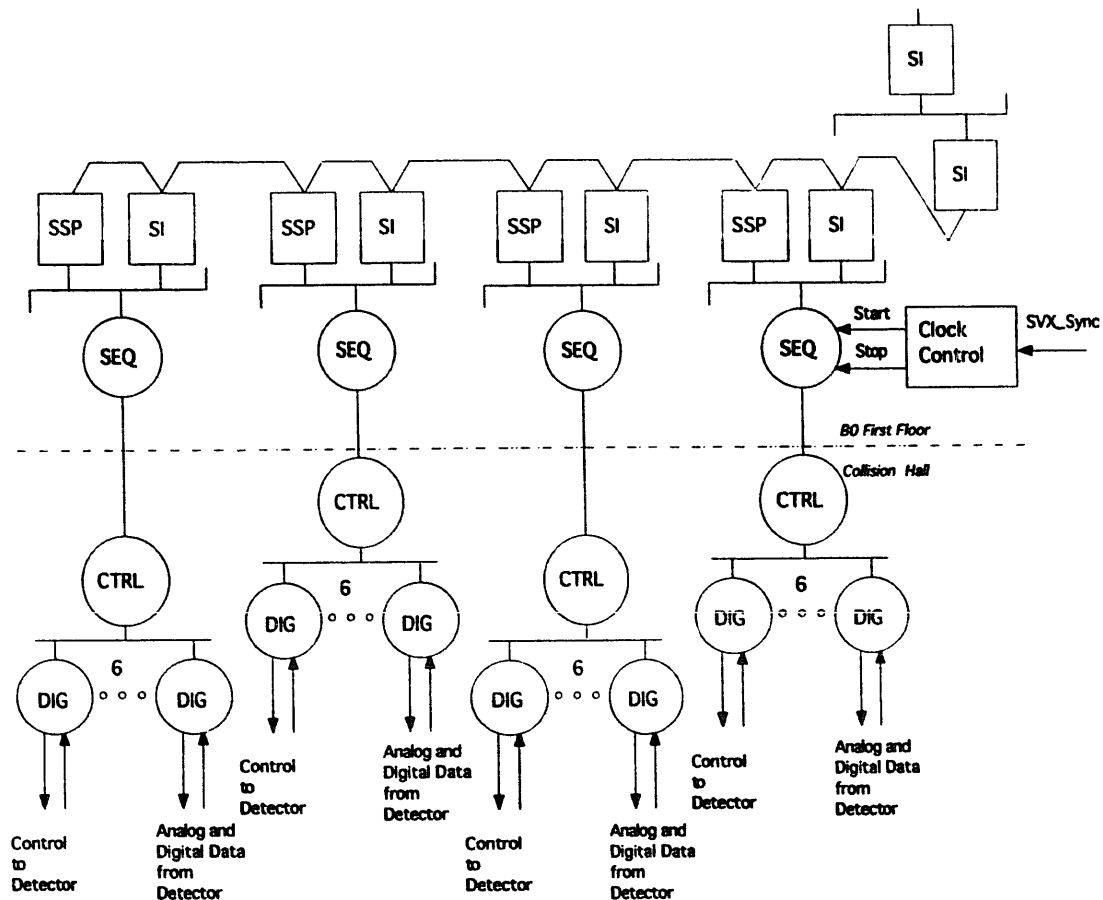 SI
SI
SSP
SI
SSP
SI
SSP
SI
SSP
SI
SEQ
SEQ
SEQ
SEQ
Start
Stop
Clock
Control
SVX_Sync
B0 First Floor
Collision Hall
CTRL
CTRL
CTRL
CTRL
6
DIG
DIG
6
DIG
DIG
6
DIG
DIG
6
DIG
DIG
Control
to
Detector
Analog and
Digital Data
from
Detector
Control
to
Detector
Analog and
Digital Data
from
Detector
Control
to
Detector
Analog and
Digital Data
from
Detector
Control
to
Detector
Analog and
Digital Data
from
Detector